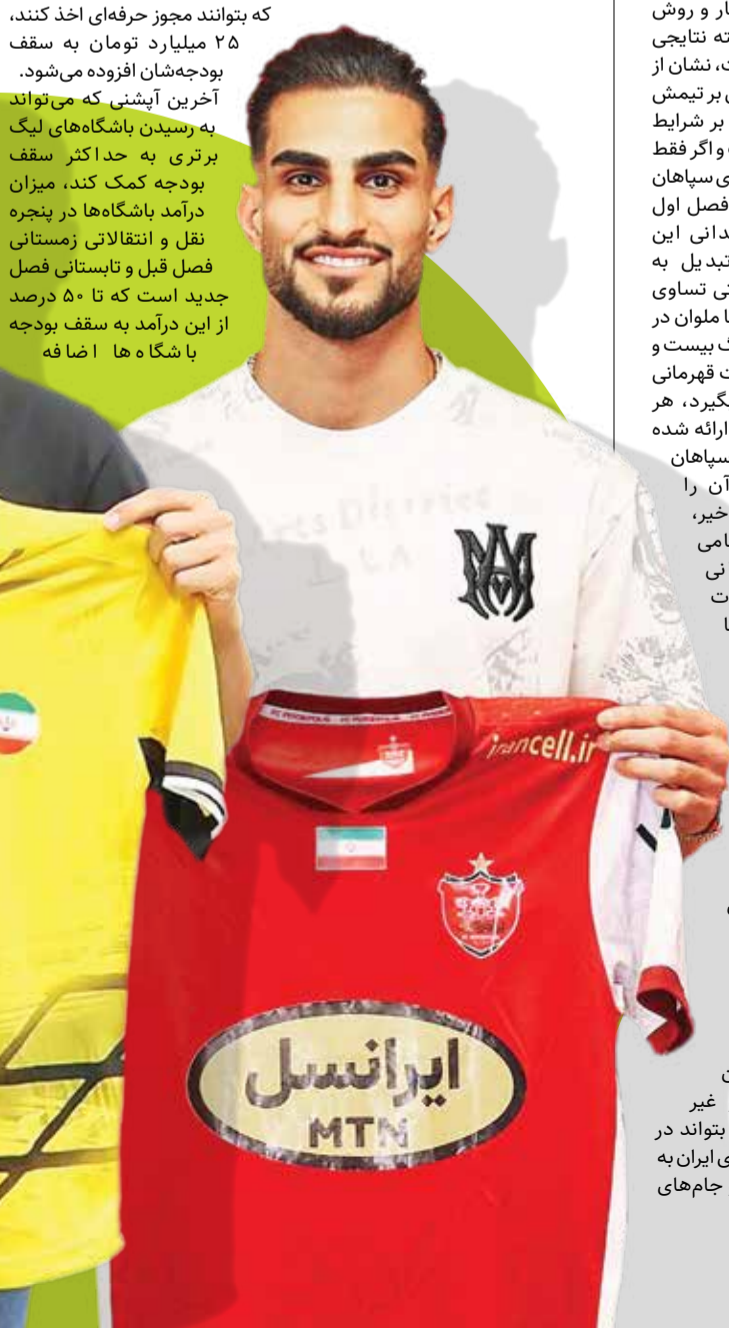 ار و روش
ته نتایجی
ت، نشان از
ی بر تیمش
بر شرایط
و اگر فقط
ی سپاهان
فصل اول
دانی این
تبدیل به
نی تساوی
ا ملوان در
گ بیست و
ت قهرمانی
گیرد، هر
ارائه شده
سپاهان
آن را
خیر،
امی
نی
ت
ا
ن
غیر
بتواند در
ی ایران به
جام‌های
که بتوانند مجوز حرفه‌ای اخذ کنند،
۲۵ میلیارد تومان به سقف
بودجه‌شان افزوده می‌شود.
آخرین آپشنی که می‌تواند
به رسیدن باشگاه‌های لیگ
برتری به حداکثر سقف
بودجه کمک کند، میزان
درآمد باشگاه‌ها در پنجره
نقل و انتقالاتی زمستانی
فصل قبل و تابستانی فصل
جدید است که تا ۵۰ درصد
از این درآمد به سقف بودجه
باشگاه‌ها اضافه
irancell.ir
ایرانسل
MTN